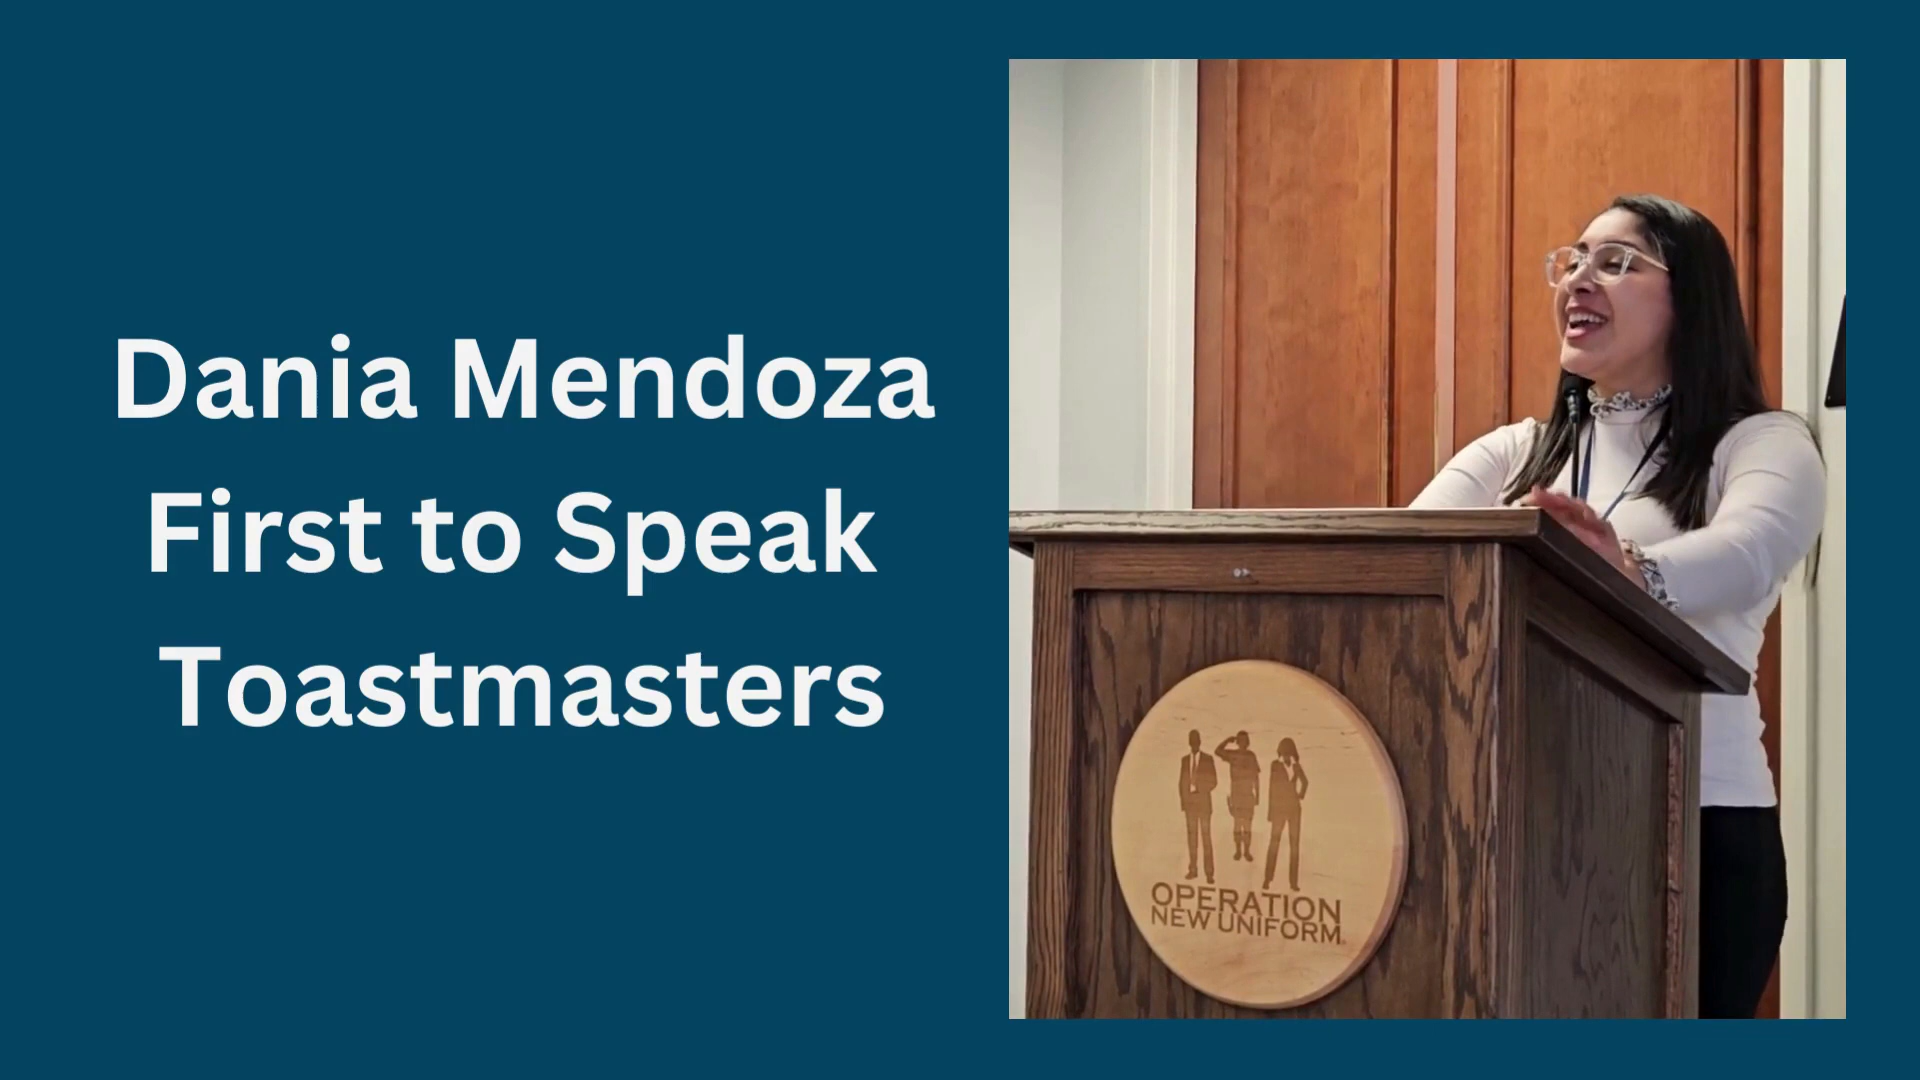 Dania Mendoza
First to Speak
Toastmasters
OPERATION
NEW UNIFORM